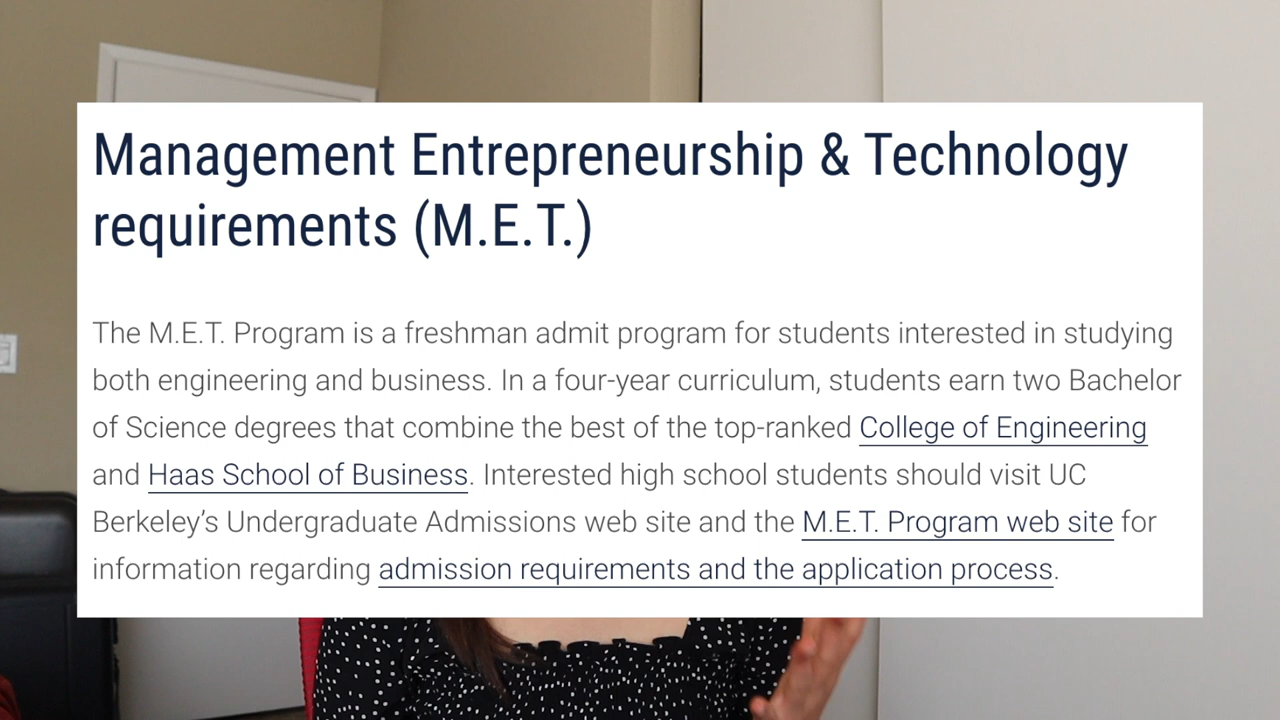 Management Entrepreneurship & Technology
requirements (M.E.T.)
The M.E.T. Program is a freshman admit program for students interested in studying
both engineering and business. In a four-year curriculum, students earn two Bachelor
of Science degrees that combine the best of the top-ranked College of Engineering
and Haas School of Business. Interested high school students should visit UC
Berkeley’s Undergraduate Admissions web site and the M.E.T. Program web site for
information regarding admission requirements and the application process.